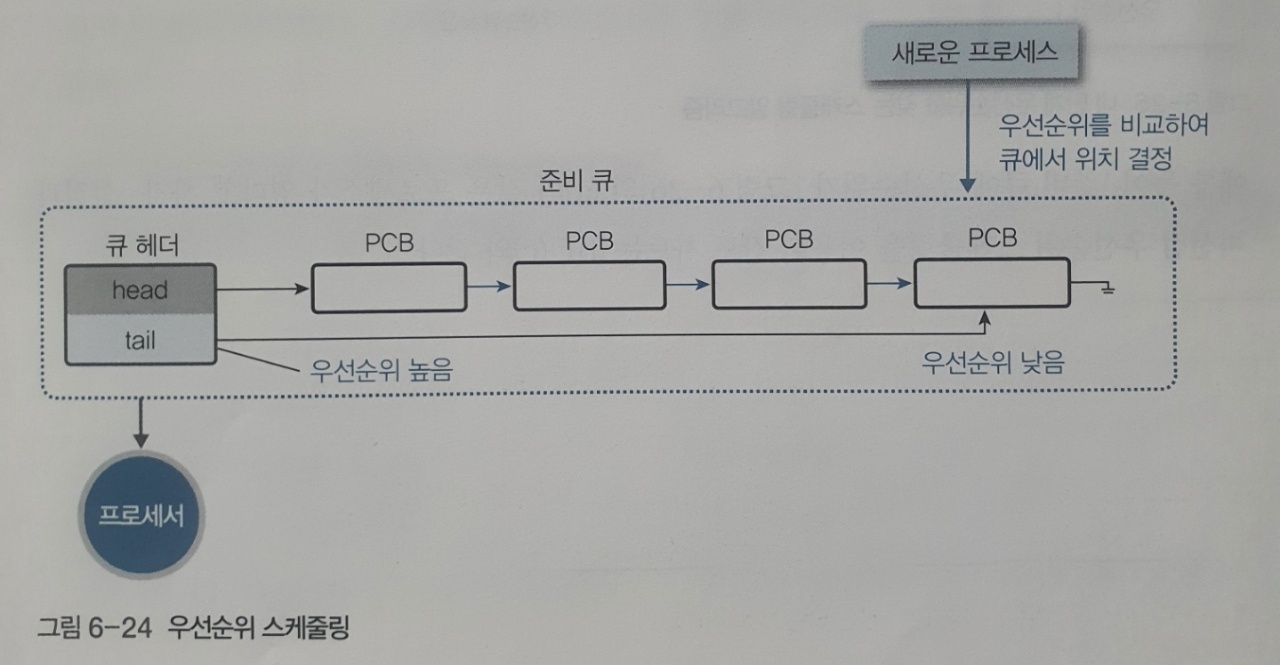 새로운 프로세스
우선순위를 비교하여
큐에서 위치 결정
준비 큐
큐 헤더
PCB
PCB
PCB
PCB
head
tail
우선순위 높음
우선순위 낮음
프로세서
그림 6-24 우선순위 스케줄링